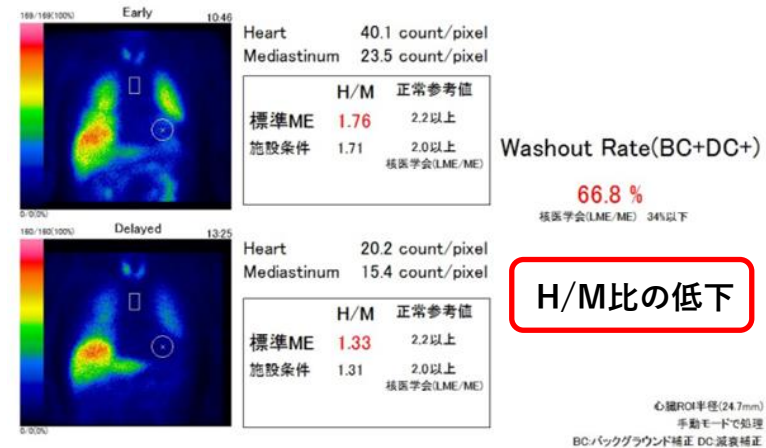 169/169(100%) Early 10:46
Heart 40.1 count/pixel
Mediastinum 23.5 count/pixel
H/M 正常参考値
標準ME 1.76 2.2以上
施設条件 1.71 2.0以上
核医学会(LME/ME)
0/0(0%)
Washout Rate(BC+DC+)
66.8 %
核医学会(LME/ME) 34%以下
160/160(100%) Delayed 13:25
Heart 20.2 count/pixel
Mediastinum 15.4 count/pixel
H/M 正常参考値
標準ME 1.33 2.2以上
施設条件 1.31 2.0以上
核医学会(LME/ME)
0/0(0%)
H/M比の低下
心臓ROI半径(24.7mm)
手動モードで処理
BC:バックグラウンド補正 DC:減衰補正